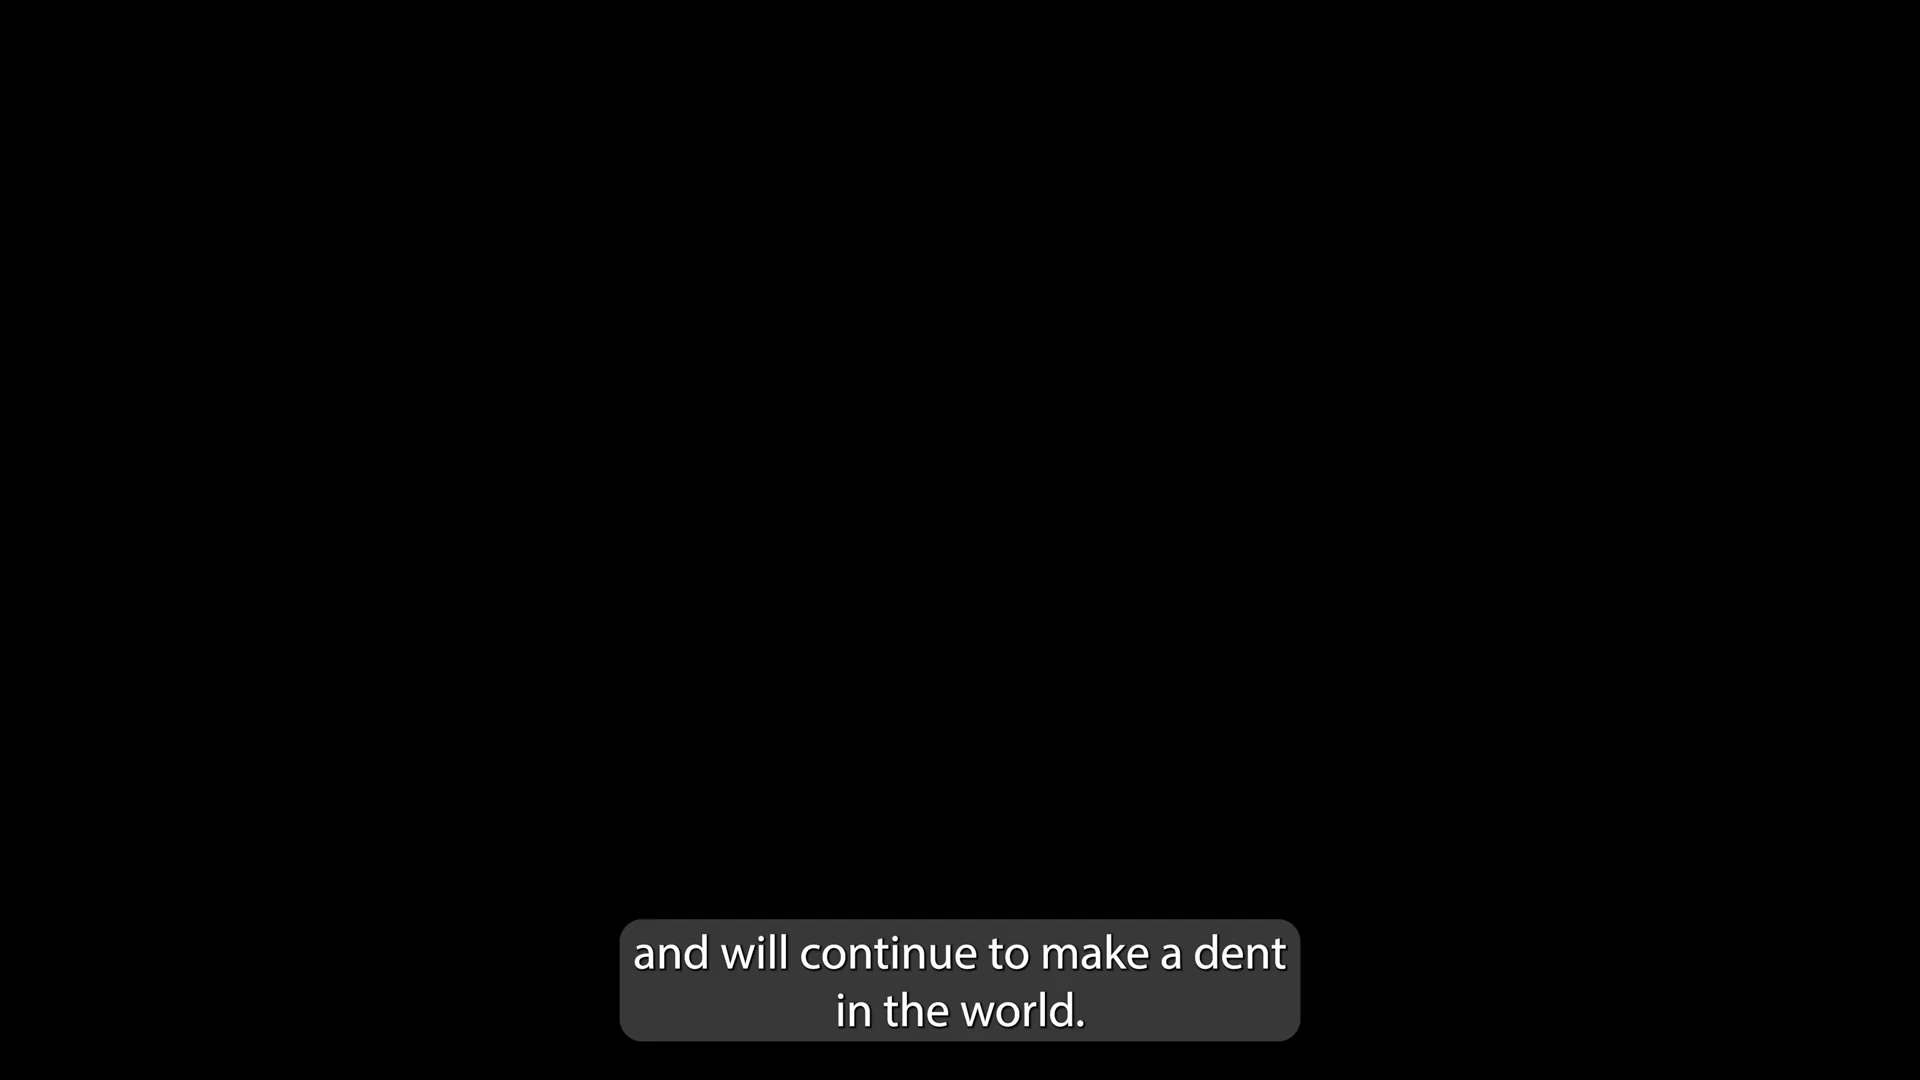 and will continue to make a dent
in the world.